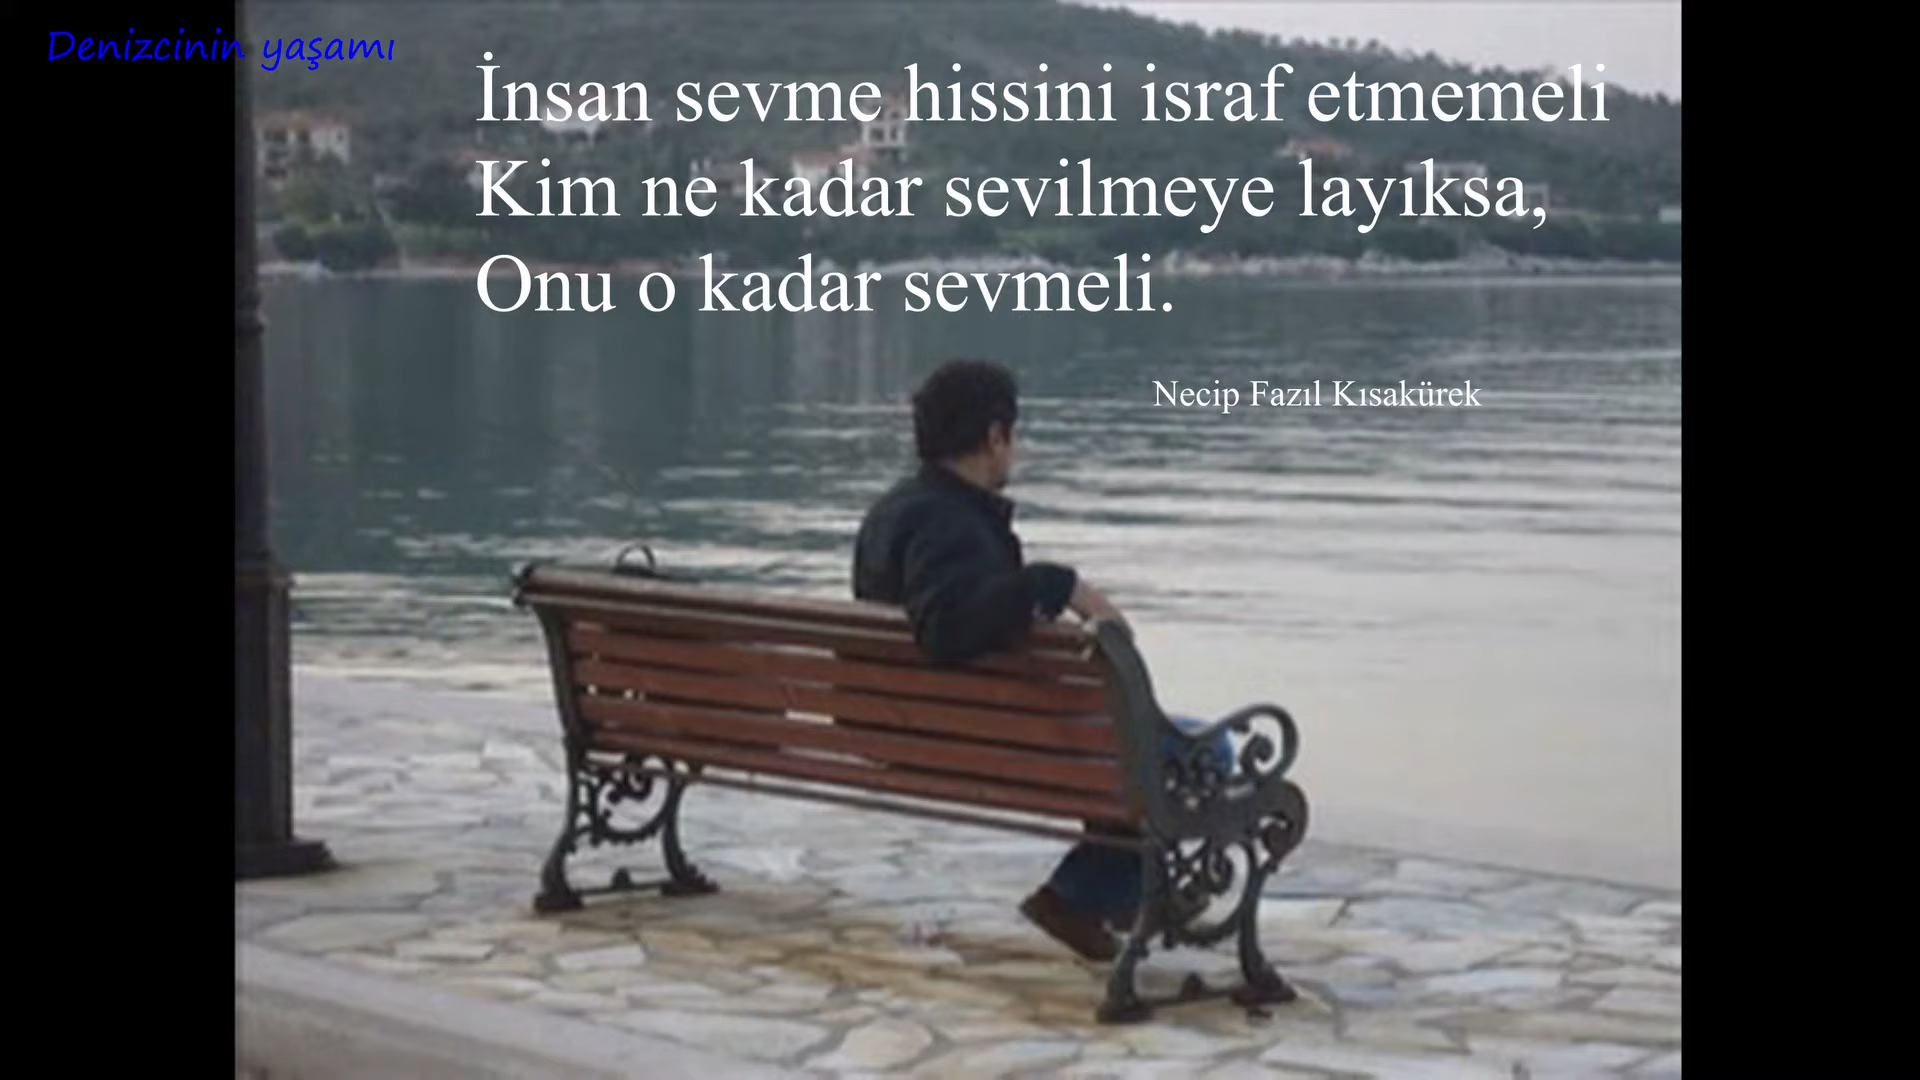 Denizcinin yaşamı
İnsan sevme hissini israf etmemeli
Kim ne kadar sevilmeye layıksa,
Onu o kadar sevmeli.
Necip Fazıl Kısakürek